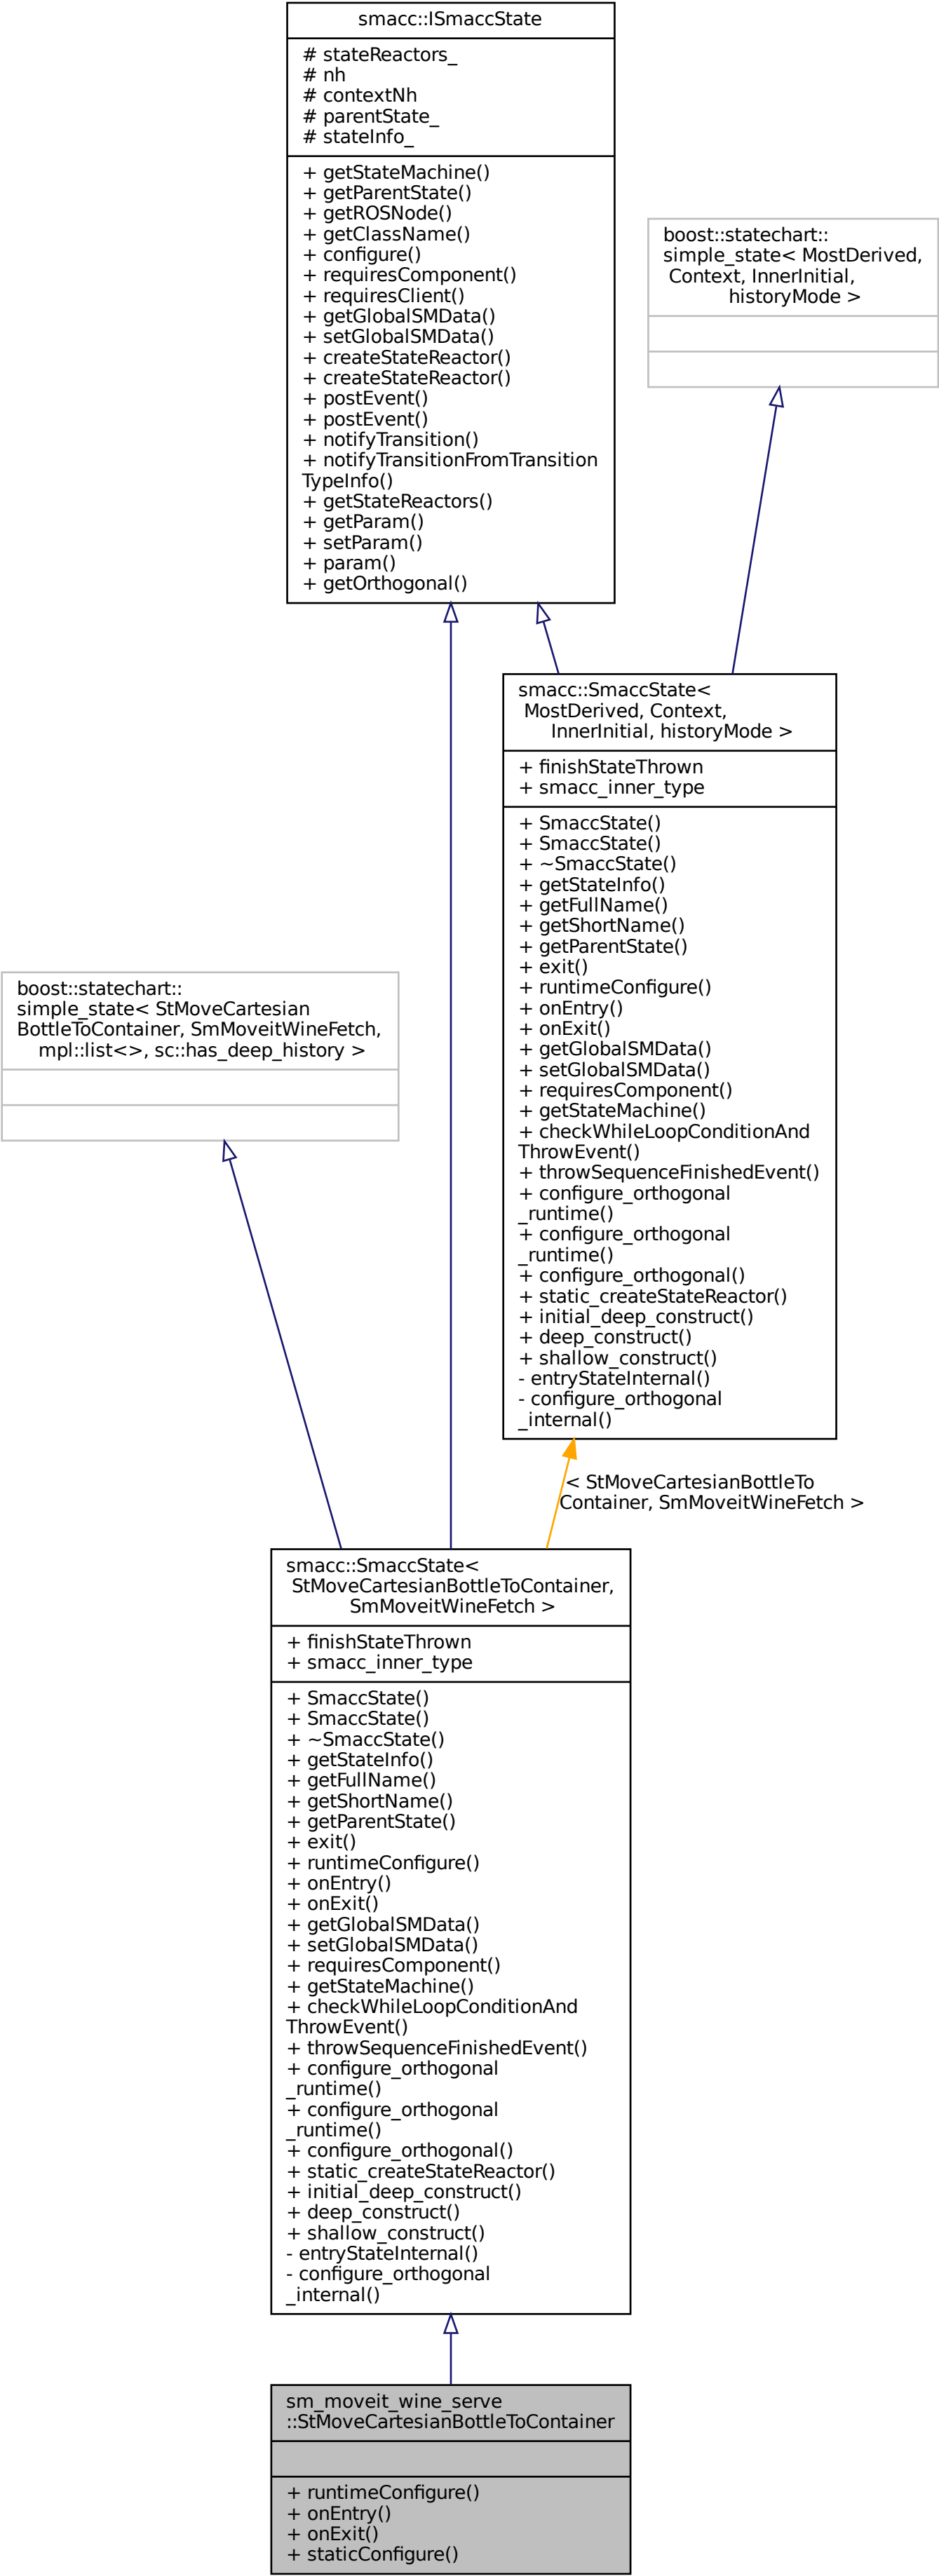 smacc::ISmaccState
# stateReactors_
# nh
# contextNh
# parentState_
# stateInfo_
+ getStateMachine()
+ getParentState()
+ getROSNode()
+ getClassName()
+ configure()
+ requiresComponent()
+ requiresClient()
+ getGlobalSMData()
+ setGlobalSMData()
+ createStateReactor()
+ createStateReactor()
+ postEvent()
+ postEvent()
+ notifyTransition()
+ notifyTransitionFromTransition
TypeInfo()
+ getStateReactors()
+ getParam()
+ setParam()
+ param()
+ getOrthogonal()
boost::statechart::
simple_state< MostDerived,
Context, InnerInitial,
historyMode >
smacc::SmaccState<
MostDerived, Context,
InnerInitial, historyMode >
+ finishStateThrown
+ smacc_inner_type
+ SmaccState()
+ SmaccState()
+ ~SmaccState()
+ getStateInfo()
+ getFullName()
+ getShortName()
+ getParentState()
+ exit()
+ runtimeConfigure()
+ onEntry()
+ onExit()
+ getGlobalSMData()
+ setGlobalSMData()
+ requiresComponent()
+ getStateMachine()
+ checkWhileLoopConditionAnd
ThrowEvent()
+ throwSequenceFinishedEvent()
+ configure_orthogonal
_runtime()
+ configure_orthogonal
_runtime()
+ configure_orthogonal()
+ static_createStateReactor()
+ initial_deep_construct()
+ deep_construct()
+ shallow_construct()
- entryStateInternal()
- configure_orthogonal
_internal()
boost::statechart::
simple_state< StMoveCartesian
BottleToContainer, SmMoveitWineFetch,
mpl::list<>, sc::has_deep_history >
< StMoveCartesianBottleTo
Container, SmMoveitWineFetch >
smacc::SmaccState<
StMoveCartesianBottleToContainer,
SmMoveitWineFetch >
+ finishStateThrown
+ smacc_inner_type
+ SmaccState()
+ SmaccState()
+ ~SmaccState()
+ getStateInfo()
+ getFullName()
+ getShortName()
+ getParentState()
+ exit()
+ runtimeConfigure()
+ onEntry()
+ onExit()
+ getGlobalSMData()
+ setGlobalSMData()
+ requiresComponent()
+ getStateMachine()
+ checkWhileLoopConditionAnd
ThrowEvent()
+ throwSequenceFinishedEvent()
+ configure_orthogonal
_runtime()
+ configure_orthogonal
_runtime()
+ configure_orthogonal()
+ static_createStateReactor()
+ initial_deep_construct()
+ deep_construct()
+ shallow_construct()
- entryStateInternal()
- configure_orthogonal
_internal()
sm_moveit_wine_serve
::StMoveCartesianBottleToContainer
+ runtimeConfigure()
+ onEntry()
+ onExit()
+ staticConfigure()